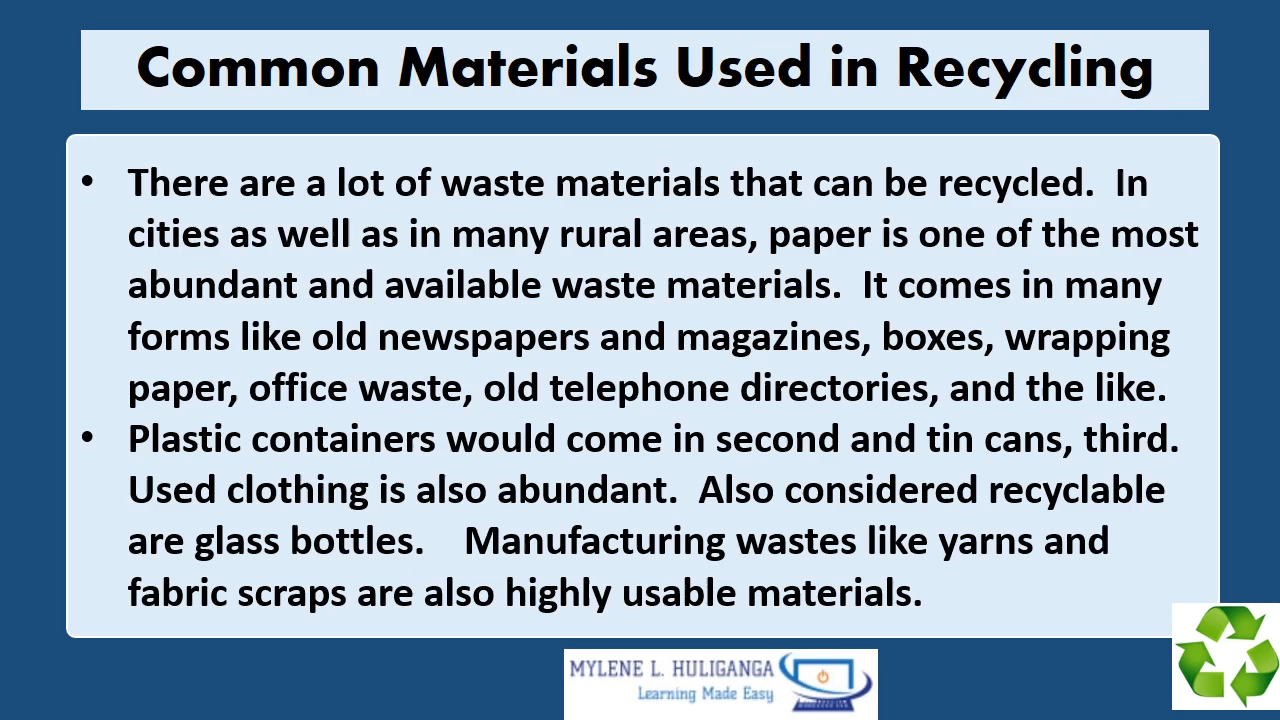 Common Materials Used in Recycling
• There are a lot of waste materials that can be recycled.  In
cities as well as in many rural areas, paper is one of the most
abundant and available waste materials.  It comes in many
forms like old newspapers and magazines, boxes, wrapping
paper, office waste, old telephone directories, and the like.
• Plastic containers would come in second and tin cans, third.
Used clothing is also abundant.  Also considered recyclable
are glass bottles.    Manufacturing wastes like yarns and
fabric scraps are also highly usable materials.
MYLENE L. HULIGANGA
Learning Made Easy